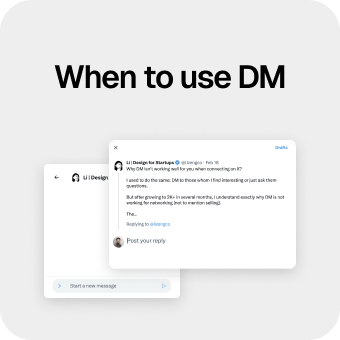 When to use DM
Drafts
Li | Design for Startups @lizengco · Feb 18
Why DM isn't working well for you when connecting on it?
I used to do the same: DM to those whom I find interesting or just ask them
questions.
But after growing to 2K+ in several months, I understand exactly why DM is not
working for networking (not to mention selling).
The...
Replying to @lizengco
Post your reply
Li | Design
Start a new message